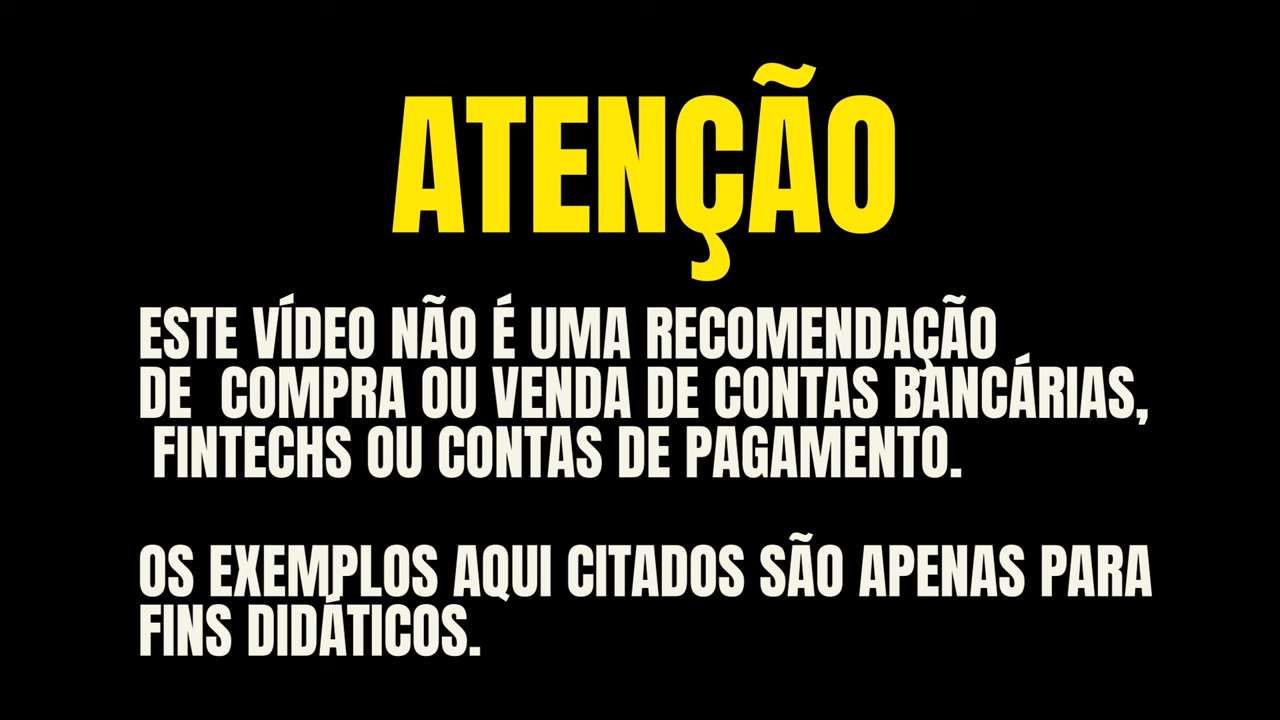 ATENÇÃO
ESTE VÍDEO NÃO É UMA RECOMENDAÇÃO
DE COMPRA OU VENDA DE CONTAS BANCÁRIAS,
FINTECHS OU CONTAS DE PAGAMENTO.
OS EXEMPLOS AQUI CITADOS SÃO APENAS PARA
FINS DIDÁTICOS.